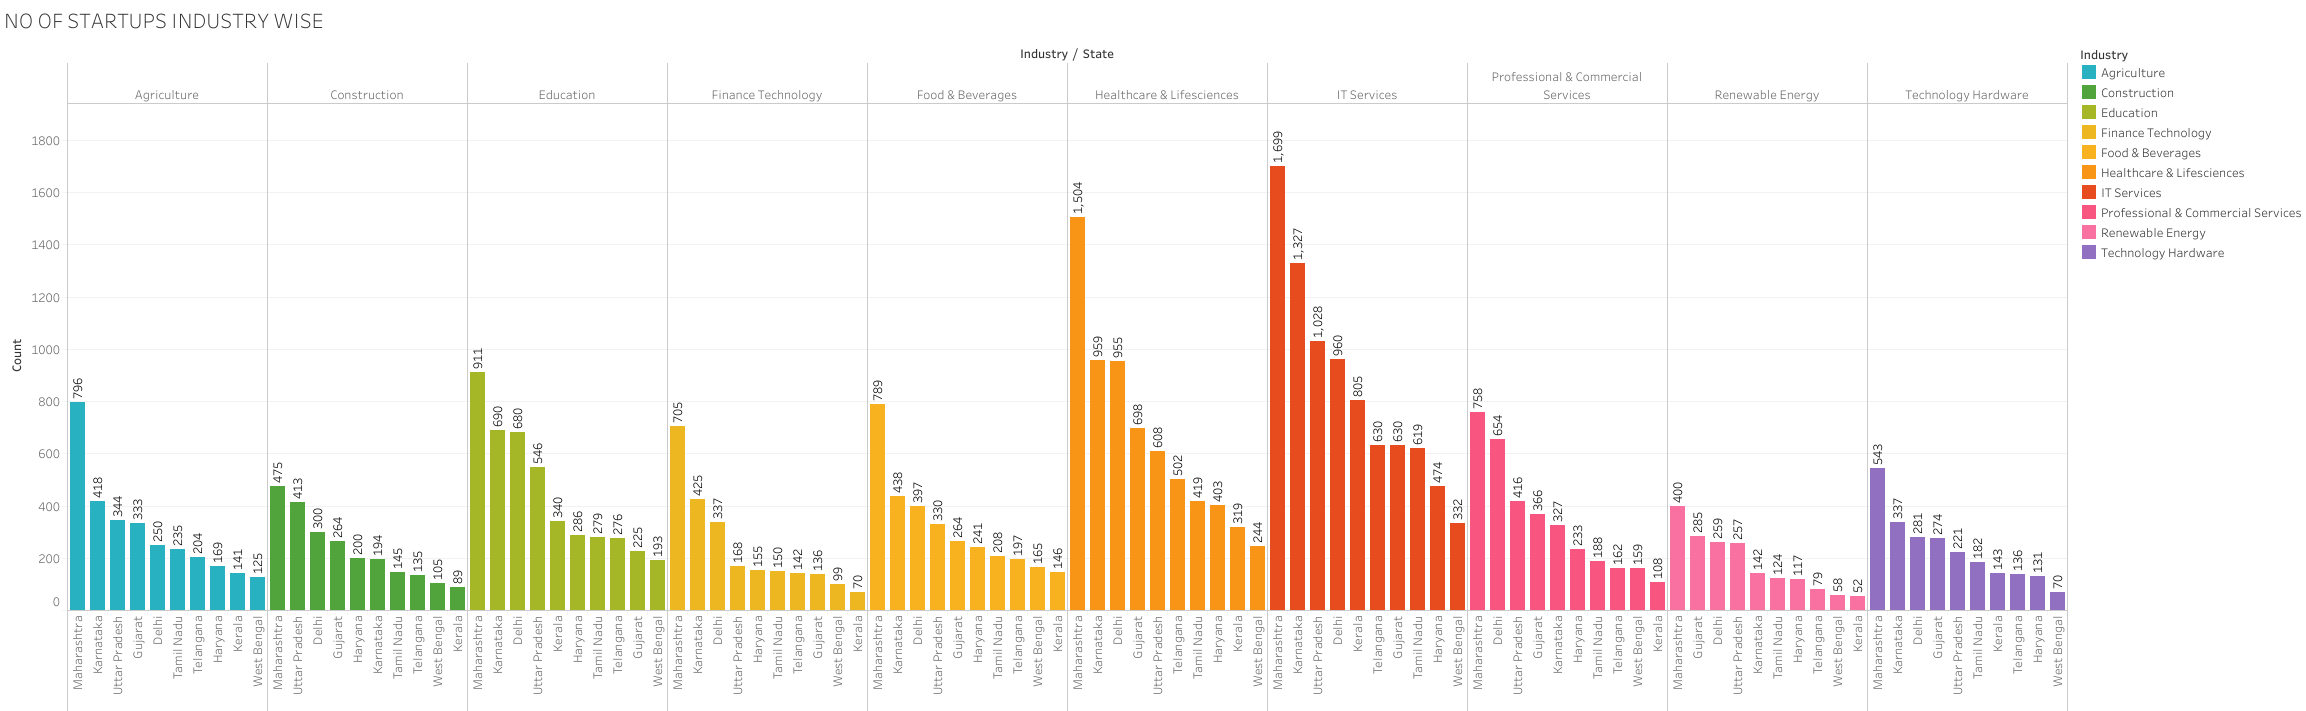 NO OF STARTUPS INDUSTRY WISE
Industry / State
Agriculture
Construction
Education
Finance Technology
Food & Beverages
Healthcare & Lifesciences
IT Services
Professional & Commercial
Services
Renewable Energy
Technology Hardware
Count
1800
1600
1400
1200
1000
800
600
400
200
0
796
418
344
333
250
235
204
169
141
125
475
413
300
264
200
194
145
135
105
89
911
690
680
546
340
286
279
276
225
193
705
425
337
168
155
150
142
136
99
70
789
438
397
330
264
241
208
197
165
146
1,504
959
955
698
608
502
419
403
319
244
1,699
1,327
1,028
960
805
630
630
619
474
332
758
654
416
366
327
233
188
162
159
108
400
285
259
257
142
124
117
79
58
52
543
337
281
274
221
182
143
136
131
70
Maharashtra
Karnataka
Uttar Pradesh
Gujarat
Delhi
Tamil Nadu
Telangana
Haryana
Kerala
West Bengal
Maharashtra
Uttar Pradesh
Delhi
Gujarat
Haryana
Karnataka
Tamil Nadu
Telangana
West Bengal
Kerala
Maharashtra
Karnataka
Delhi
Uttar Pradesh
Kerala
Haryana
Tamil Nadu
Telangana
Gujarat
West Bengal
Maharashtra
Karnataka
Delhi
Uttar Pradesh
Haryana
Tamil Nadu
Telangana
Gujarat
West Bengal
Kerala
Maharashtra
Karnataka
Delhi
Uttar Pradesh
Gujarat
Haryana
Tamil Nadu
Telangana
West Bengal
Kerala
Maharashtra
Karnataka
Delhi
Gujarat
Uttar Pradesh
Telangana
Tamil Nadu
Haryana
Kerala
West Bengal
Maharashtra
Karnataka
Uttar Pradesh
Delhi
Kerala
Telangana
Gujarat
Tamil Nadu
Haryana
West Bengal
Maharashtra
Delhi
Uttar Pradesh
Gujarat
Karnataka
Haryana
Tamil Nadu
Telangana
West Bengal
Kerala
Maharashtra
Gujarat
Delhi
Uttar Pradesh
Karnataka
Tamil Nadu
Haryana
Telangana
West Bengal
Kerala
Maharashtra
Karnataka
Delhi
Gujarat
Uttar Pradesh
Tamil Nadu
Kerala
Telangana
Haryana
West Bengal
Industry
Agriculture
Construction
Education
Finance Technology
Food & Beverages
Healthcare & Lifesciences
IT Services
Professional & Commercial Services
Renewable Energy
Technology Hardware